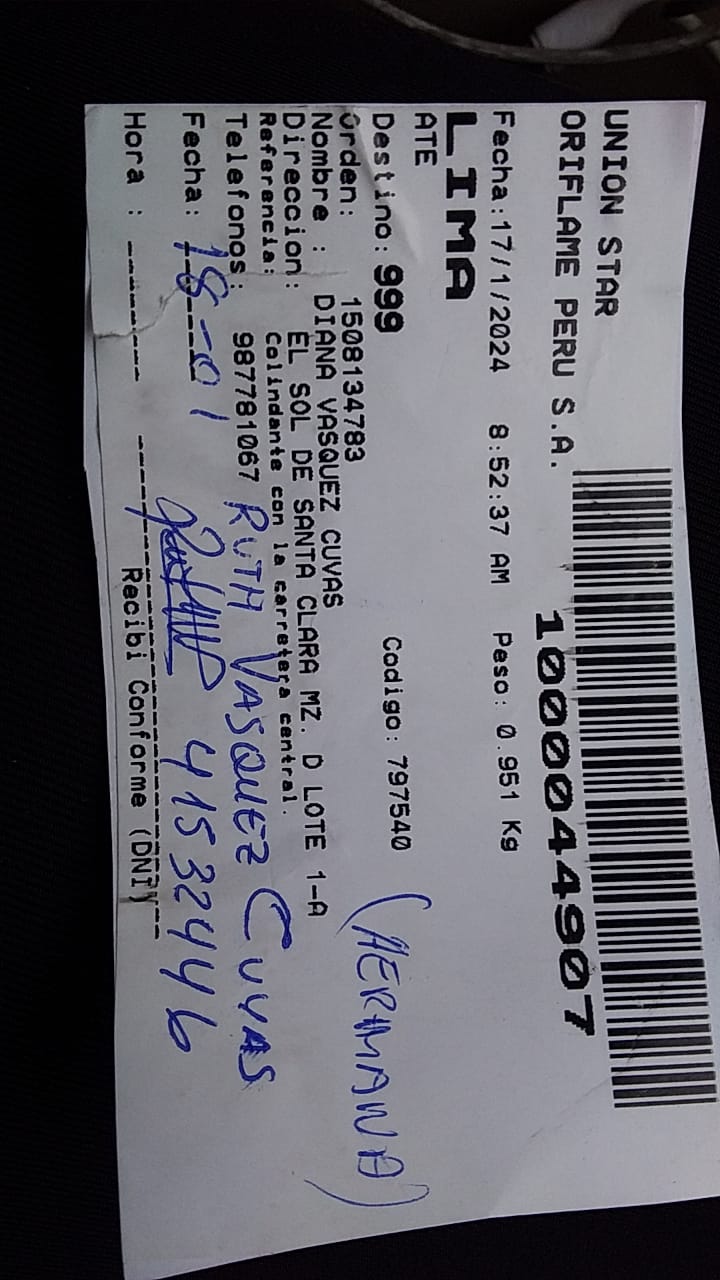 UNION STAR
ORIFLAME PERU S.A.
10000044907
Fecha:17/1/2024 8:52:37 AM Peso: 0.951 Kg
LIMA
ATE
Destino: 999 Codigo: 797540
(HERMANA)
Orden: 1508134783
Nombre : DIANA VASQUEZ CUVAS
Direccion: EL SOL DE SANTA CLARA MZ. D LOTE 1-A
Referencia: Colindante con la carretera central.
Telefonos: 987781067 RUTH VASQUEZ CUVAS
Fecha: 18-01 41532446
Hora : Recibi Conforme (DNI)